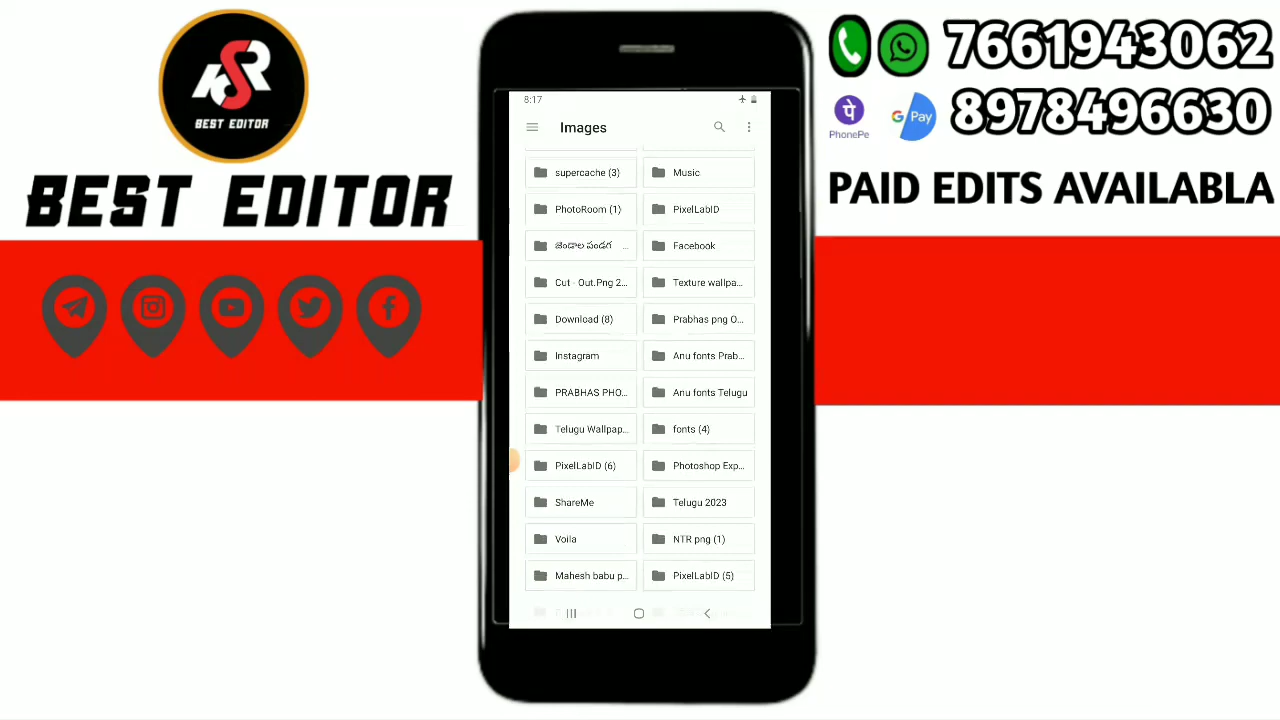 KSR
BEST EDITOR
BEST EDITOR
7661943062
PhonePe
G Pay
8978496630
PAID EDITS AVAILABLA
8:17
Images
supercache (3)
Music
PhotoRoom (1)
PixelLabID
తెండాల పండగ ...
Facebook
Cut - Out.Png 2...
Texture wallpa...
Download (8)
Prabhas png O...
Instagram
Anu fonts Prab...
PRABHAS PHO...
Anu fonts Telugu
Telugu Wallpap...
fonts (4)
PixelLabID (6)
Photoshop Exp...
ShareMe
Telugu 2023
Voila
NTR png (1)
Mahesh babu p...
PixelLabID (5)